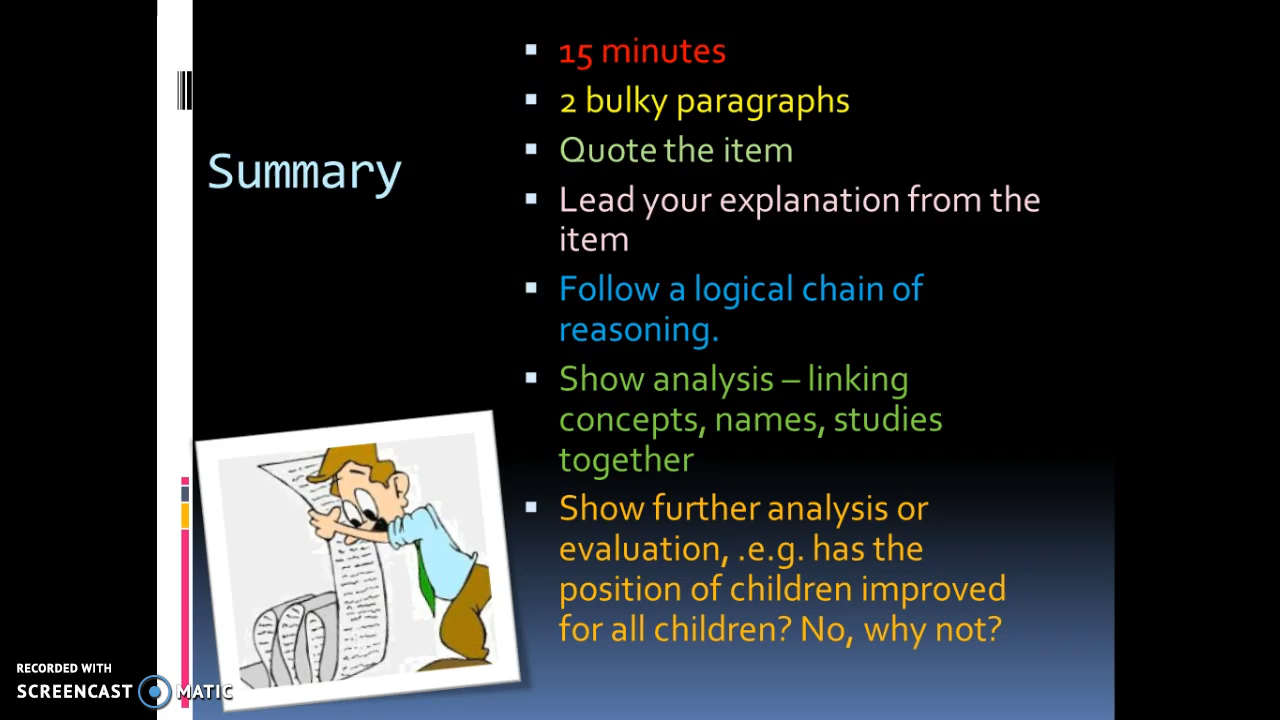 Summary
15 minutes
2 bulky paragraphs
Quote the item
Lead your explanation from the
item
Follow a logical chain of
reasoning.
Show analysis – linking
concepts, names, studies
together
Show further analysis or
evaluation, .e.g. has the
position of children improved
for all children? No, why not?
RECORDED WITH
SCREENCAST MATIC